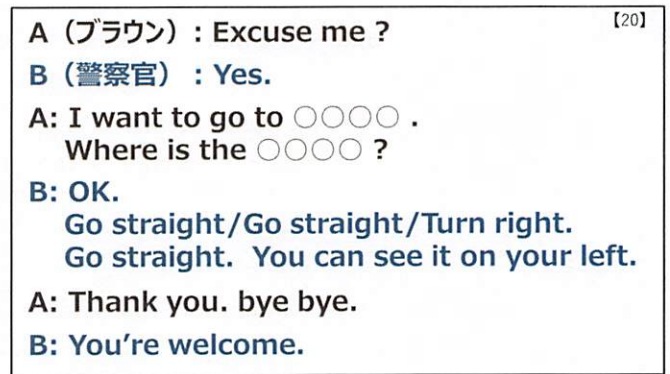 【20】
A（ブラウン）: Excuse me ?
B（警察官） : Yes.
A: I want to go to ○○○○ .
Where is the ○○○○ ?
B: OK.
Go straight/Go straight/Turn right.
Go straight. You can see it on your left.
A: Thank you. bye bye.
B: You're welcome.